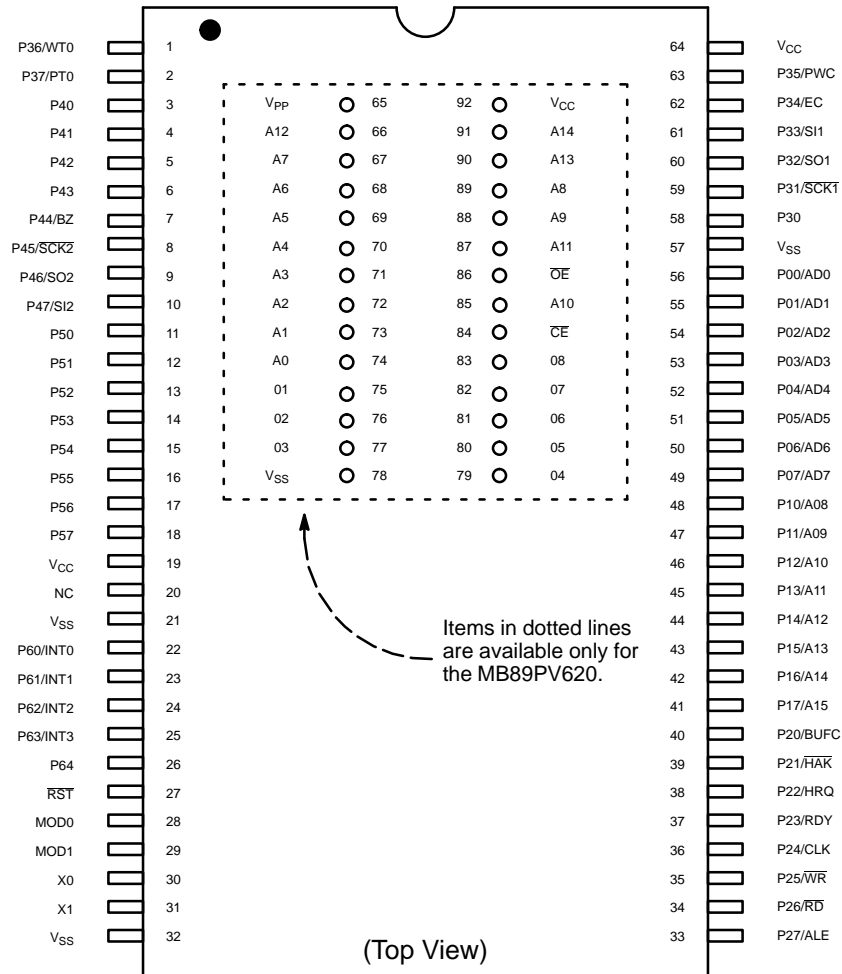 P36/WT0 1 64 VCC
P37/PT0 2 63 P35/PWC
P40 3 VPP 65 92 VCC 62 P34/EC
P41 4 A12 66 91 A14 61 P33/SI1
P42 5 A7 67 90 A13 60 P32/SO1
P43 6 A6 68 89 A8 59 P31/S̅C̅K̅1̅
P44/BZ 7 A5 69 88 A9 58 P30
P45/S̅C̅K̅2̅ 8 A4 70 87 A11 57 VSS
P46/SO2 9 A3 71 86 O̅E̅ 56 P00/AD0
P47/SI2 10 A2 72 85 A10 55 P01/AD1
P50 11 A1 73 84 C̅E̅ 54 P02/AD2
P51 12 A0 74 83 08 53 P03/AD3
P52 13 01 75 82 07 52 P04/AD4
P53 14 02 76 81 06 51 P05/AD5
P54 15 03 77 80 05 50 P06/AD6
P55 16 VSS 78 79 04 49 P07/AD7
P56 17 48 P10/A08
P57 18 47 P11/A09
VCC 19 46 P12/A10
NC 20 45 P13/A11
VSS 21 44 P14/A12
P60/INT0 22 43 P15/A13
P61/INT1 23 42 P16/A14
P62/INT2 24 41 P17/A15
P63/INT3 25 40 P20/BUFC
P64 26 39 P21/H̅A̅K̅
R̅S̅T̅ 27 38 P22/HRQ
MOD0 28 37 P23/RDY
MOD1 29 36 P24/CLK
X0 30 35 P25/W̅R̅
X1 31 34 P26/R̅D̅
VSS 32 33 P27/ALE
Items in dotted lines
are available only for
the MB89PV620.
(Top View)